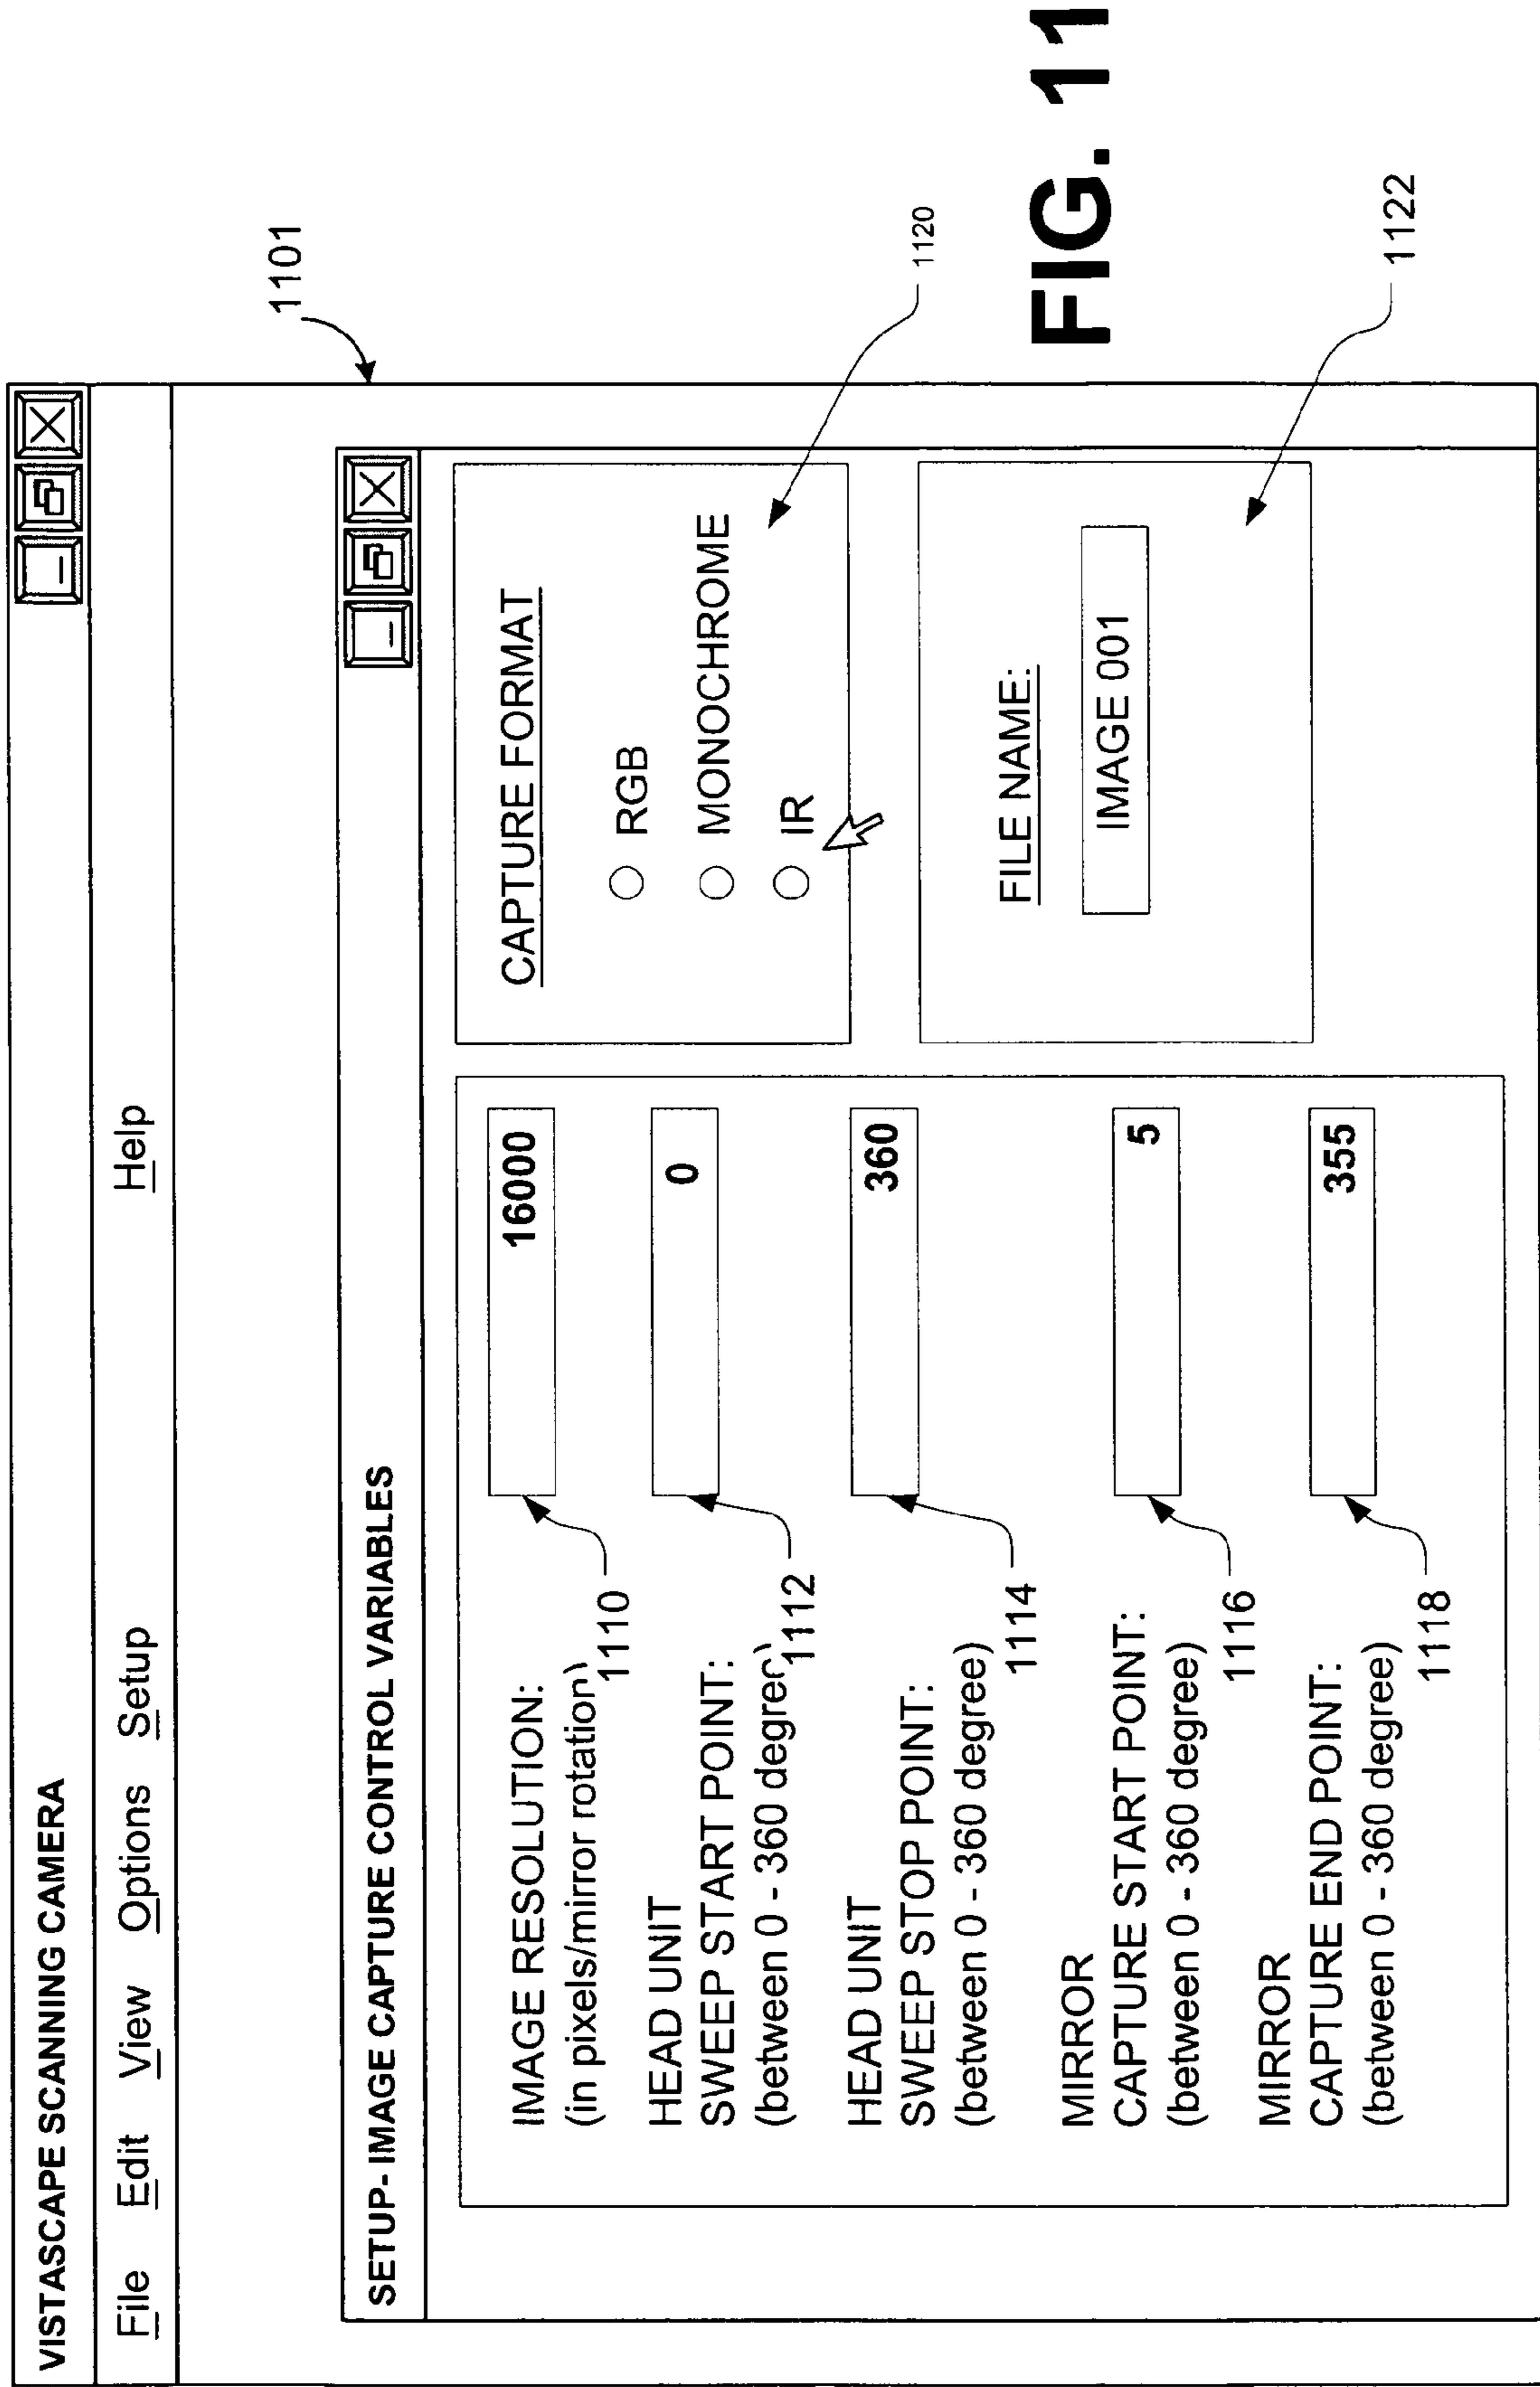 VISTASCAPE SCANNING CAMERA
File Edit View Options Setup Help
1101
SETUP- IMAGE CAPTURE CONTROL VARIABLES
IMAGE RESOLUTION:
(in pixels/mirror rotation)
16000
1110
HEAD UNIT
SWEEP START POINT:
(between 0 - 360 degree)
0
1112
HEAD UNIT
SWEEP STOP POINT:
(between 0 - 360 degree)
360
1114
MIRROR
CAPTURE START POINT:
(between 0 - 360 degree)
5
1116
MIRROR
CAPTURE END POINT:
(between 0 - 360 degree)
355
1118
CAPTURE FORMAT
RGB
MONOCHROME
IR
1120
FILE NAME:
IMAGE 001
1122
FIG. 11